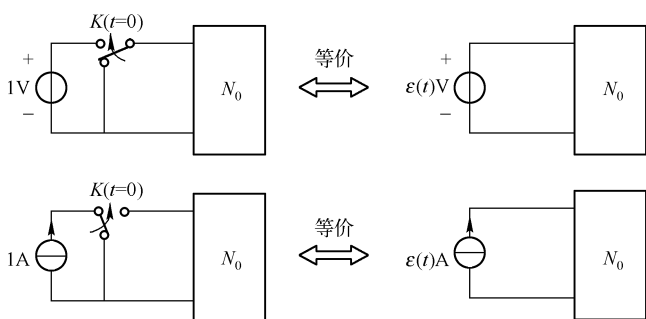 K(t=0)
+
1V
−
N₀
等价
+
ε(t)V
−
N₀
K(t=0)
1A
N₀
等价
ε(t)A
N₀